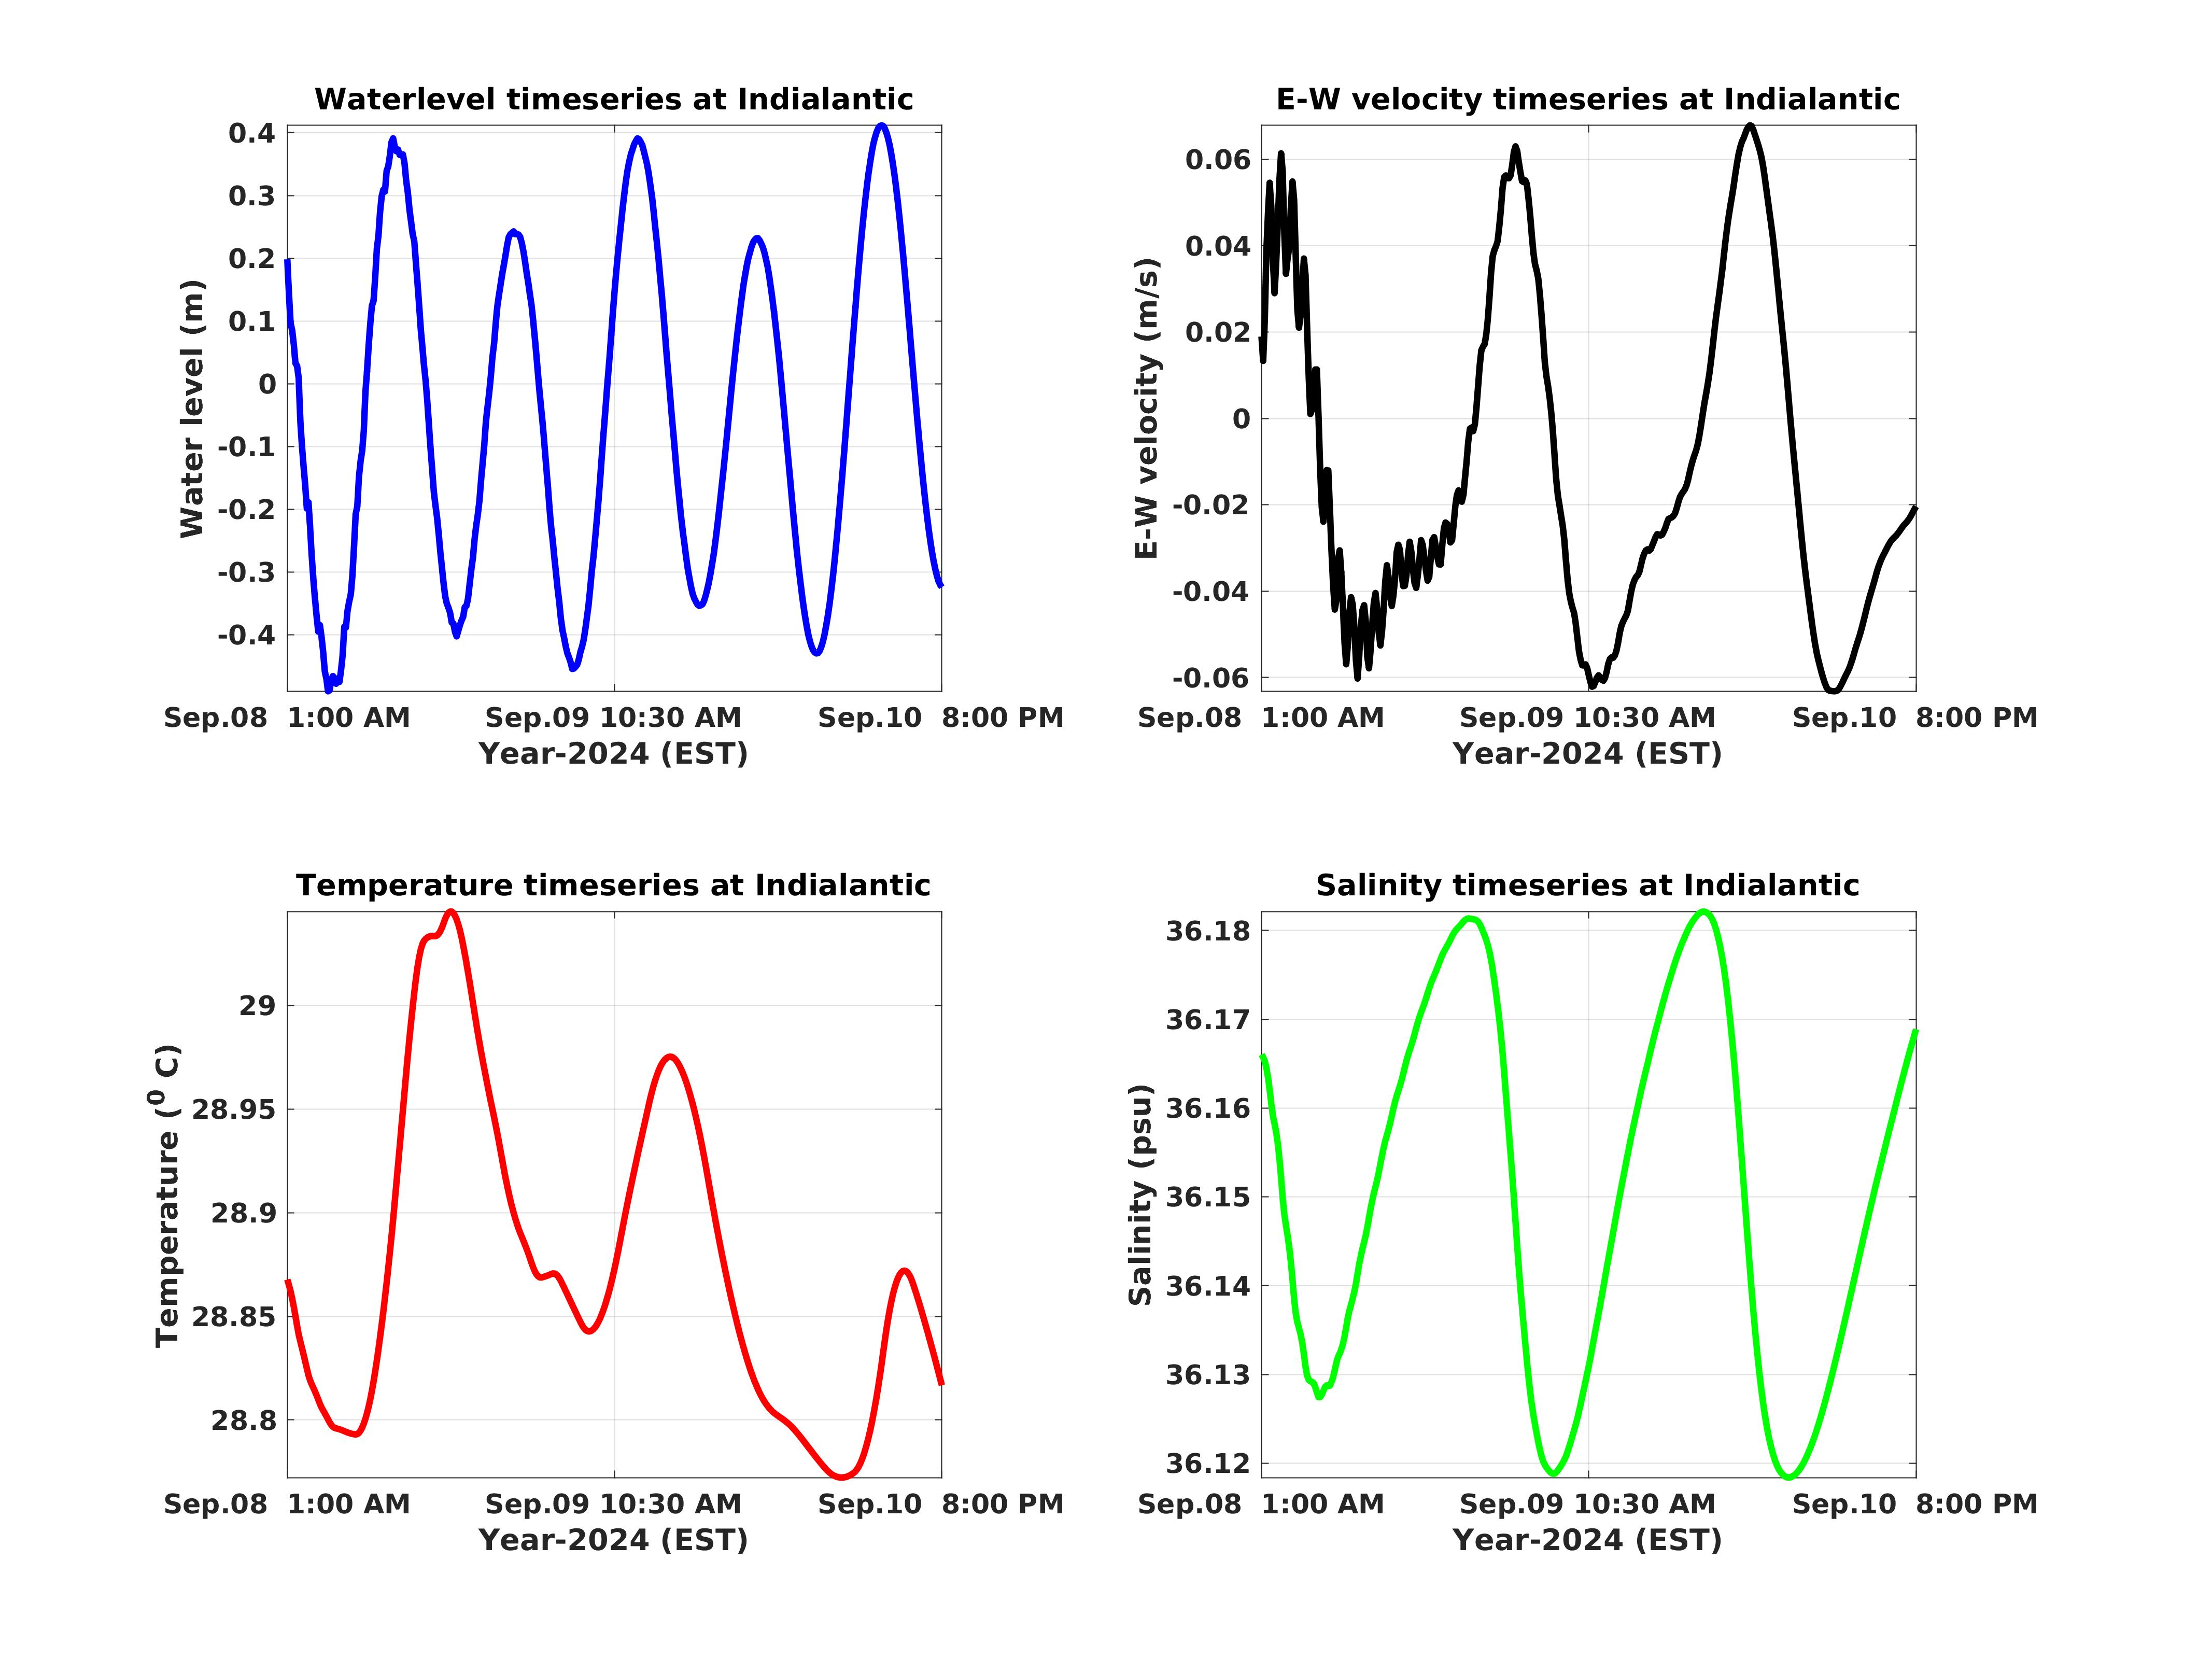 Waterlevel timeseries at Indialantic
0.4
0.3
0.2
0.1
0
-0.1
-0.2
-0.3
-0.4
Water level (m)
Sep.08 1:00 AM
Sep.09 10:30 AM
Sep.10 8:00 PM
Year-2024 (EST)
E-W velocity timeseries at Indialantic
0.06
0.04
0.02
0
-0.02
-0.04
-0.06
E-W velocity (m/s)
Sep.08 1:00 AM
Sep.09 10:30 AM
Sep.10 8:00 PM
Year-2024 (EST)
Temperature timeseries at Indialantic
29
28.95
28.9
28.85
28.8
Temperature (⁰ C)
Sep.08 1:00 AM
Sep.09 10:30 AM
Sep.10 8:00 PM
Year-2024 (EST)
Salinity timeseries at Indialantic
36.18
36.17
36.16
36.15
36.14
36.13
36.12
Salinity (psu)
Sep.08 1:00 AM
Sep.09 10:30 AM
Sep.10 8:00 PM
Year-2024 (EST)